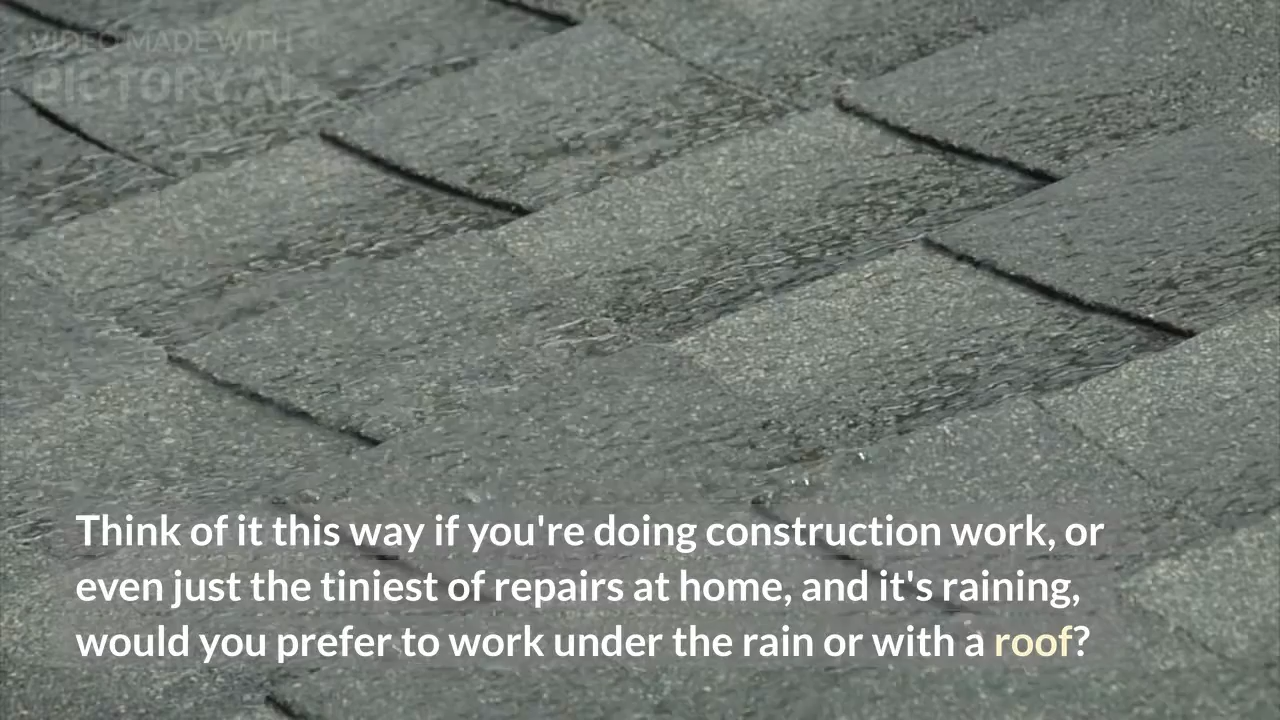 VIDEO MADE WITH
PICTORY.AI
Think of it this way if you're doing construction work, or
even just the tiniest of repairs at home, and it's raining,
would you prefer to work under the rain or with a roof?